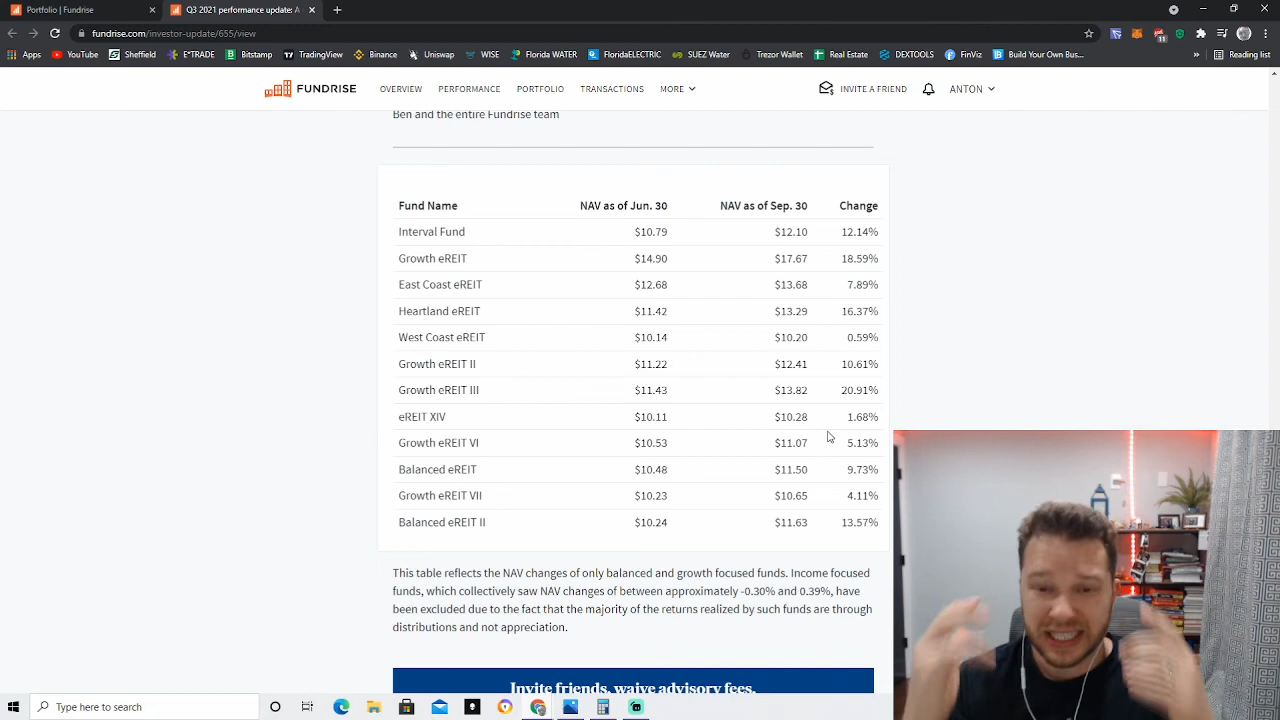 Portfolio | Fundrise
Q3 2021 performance update: A
fundrise.com/investor-update/655/view
Apps YouTube Sheffield E*TRADE Bitstamp TradingView Binance Uniswap WISE Florida WATER FloridaELECTRIC SUEZ Water Trezor Wallet Real Estate DEXTOOLS FinViz Build Your Own Bus... » Reading list
FUNDRISE OVERVIEW PERFORMANCE PORTFOLIO TRANSACTIONS MORE INVITE A FRIEND ANTON
Ben and the entire Fundrise team
Fund Name NAV as of Jun. 30 NAV as of Sep. 30 Change
Interval Fund $10.79 $12.10 12.14%
Growth eREIT $14.90 $17.67 18.59%
East Coast eREIT $12.68 $13.68 7.89%
Heartland eREIT $11.42 $13.29 16.37%
West Coast eREIT $10.14 $10.20 0.59%
Growth eREIT II $11.22 $12.41 10.61%
Growth eREIT III $11.43 $13.82 20.91%
eREIT XIV $10.11 $10.28 1.68%
Growth eREIT VI $10.53 $11.07 5.13%
Balanced eREIT $10.48 $11.50 9.73%
Growth eREIT VII $10.23 $10.65 4.11%
Balanced eREIT II $10.24 $11.63 13.57%
This table reflects the NAV changes of only balanced and growth focused funds. Income focused
funds, which collectively saw NAV changes of between approximately -0.30% and 0.39%, have
been excluded due to the fact that the majority of the returns realized by such funds are through
distributions and not appreciation.
Invite friends, waive advisory fees.
Type here to search